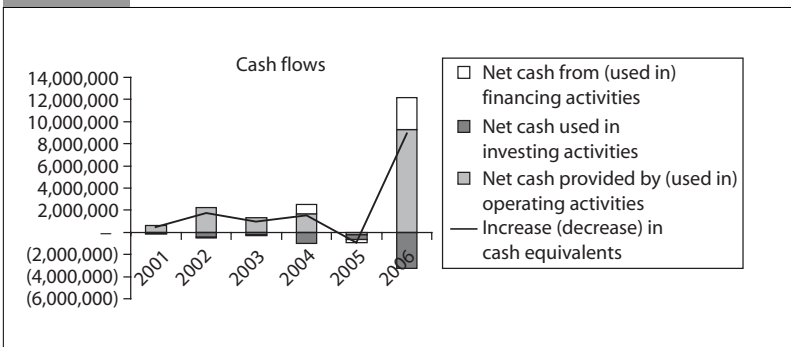 Cash flows
14,000,000
12,000,000
10,000,000
8,000,000
6,000,000
4,000,000
2,000,000
–
(2,000,000)
(4,000,000)
(6,000,000)
2001
2002
2003
2004
2005
2006
Net cash from (used in)
financing activities
Net cash used in
investing activities
Net cash provided by (used in)
operating activities
Increase (decrease) in
cash equivalents